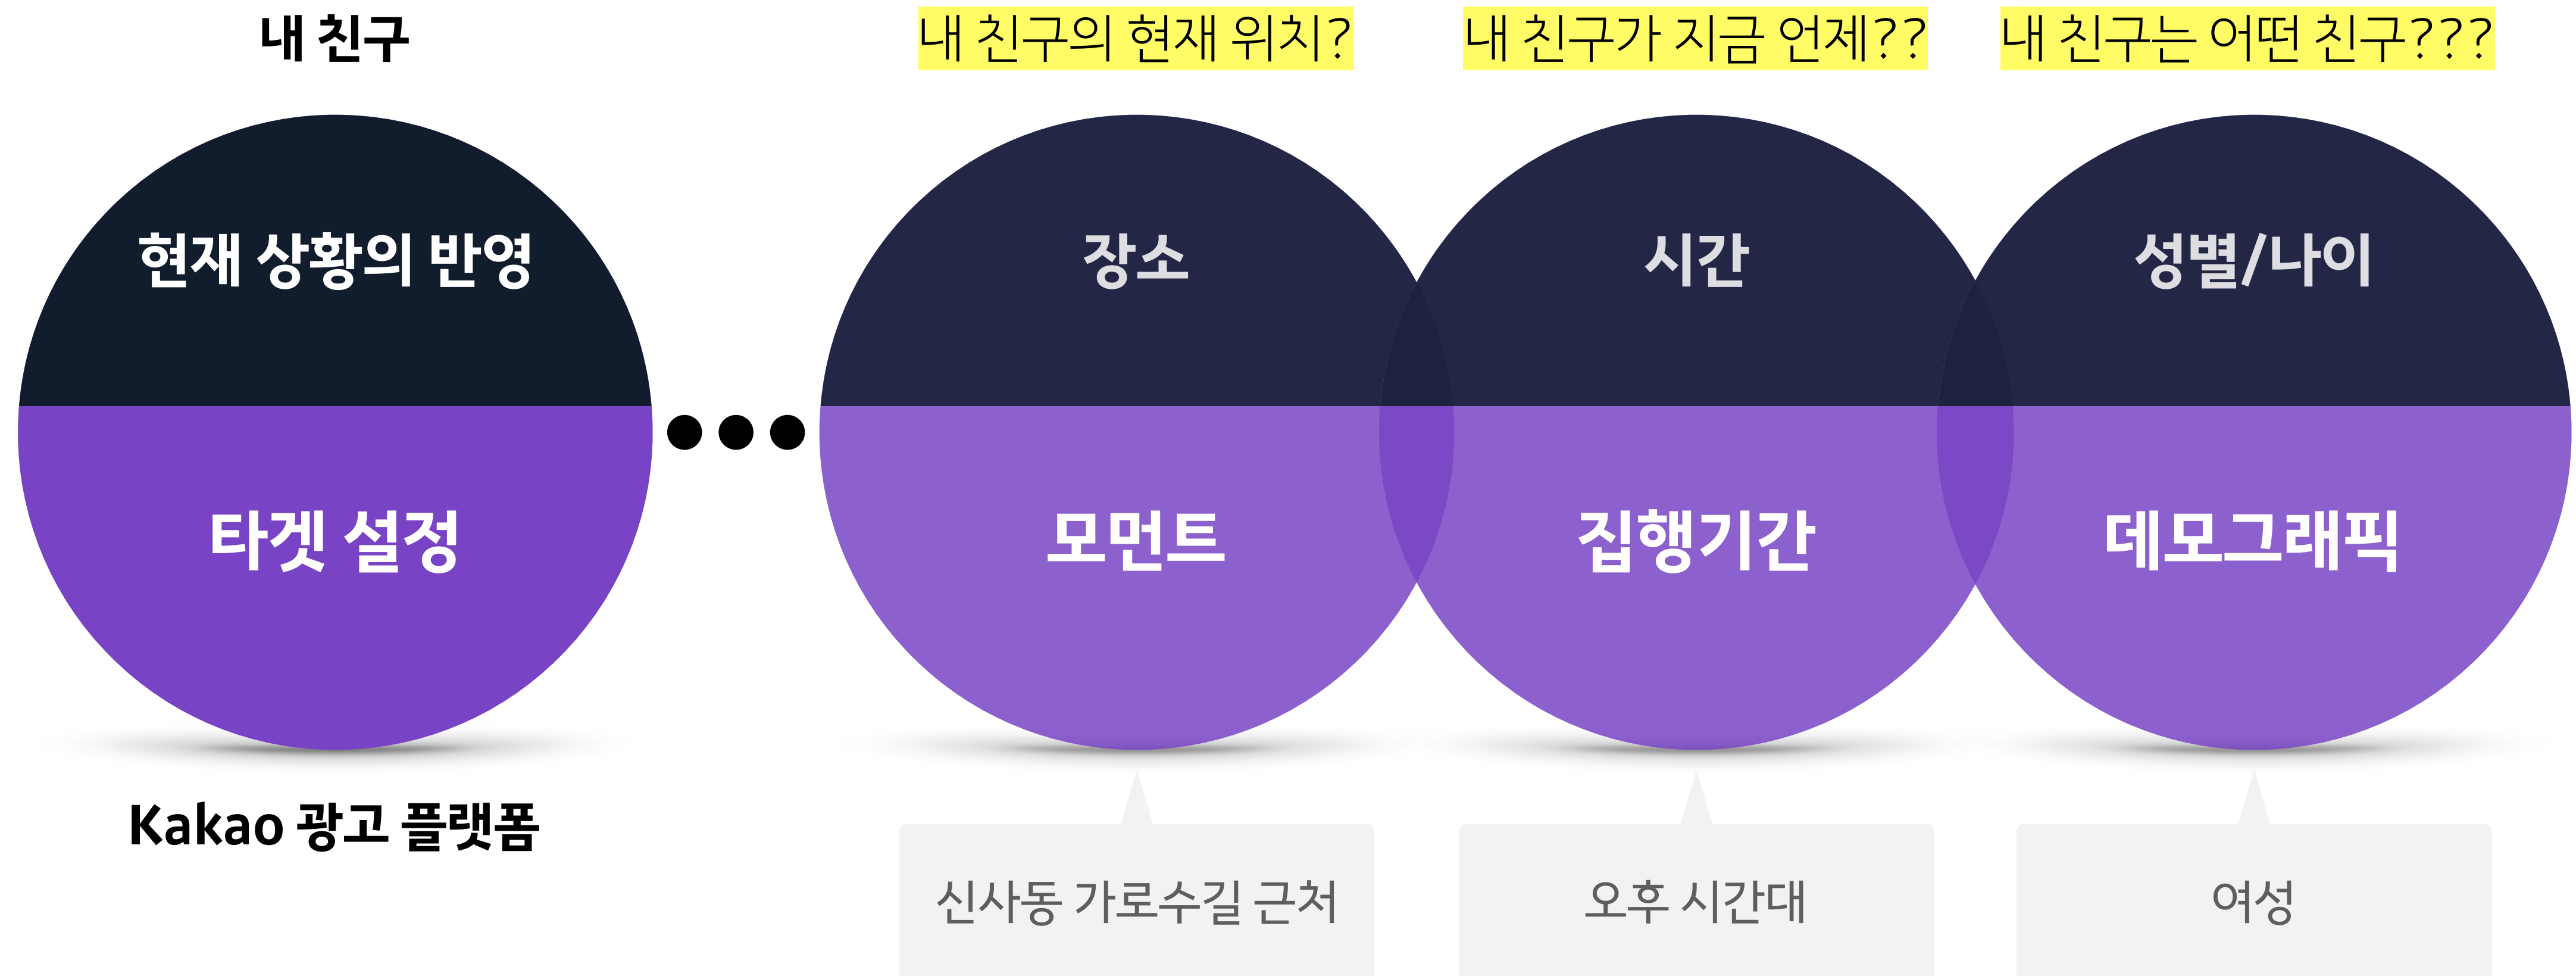 내 친구
내 친구의 현재 위치?
내 친구가 지금 언제??
내 친구는 어떤 친구???
현재 상황의 반영
장소
시간
성별/나이
타겟 설정
모먼트
집행기간
데모그래픽
Kakao 광고 플랫폼
신사동 가로수길 근처
오후 시간대
여성